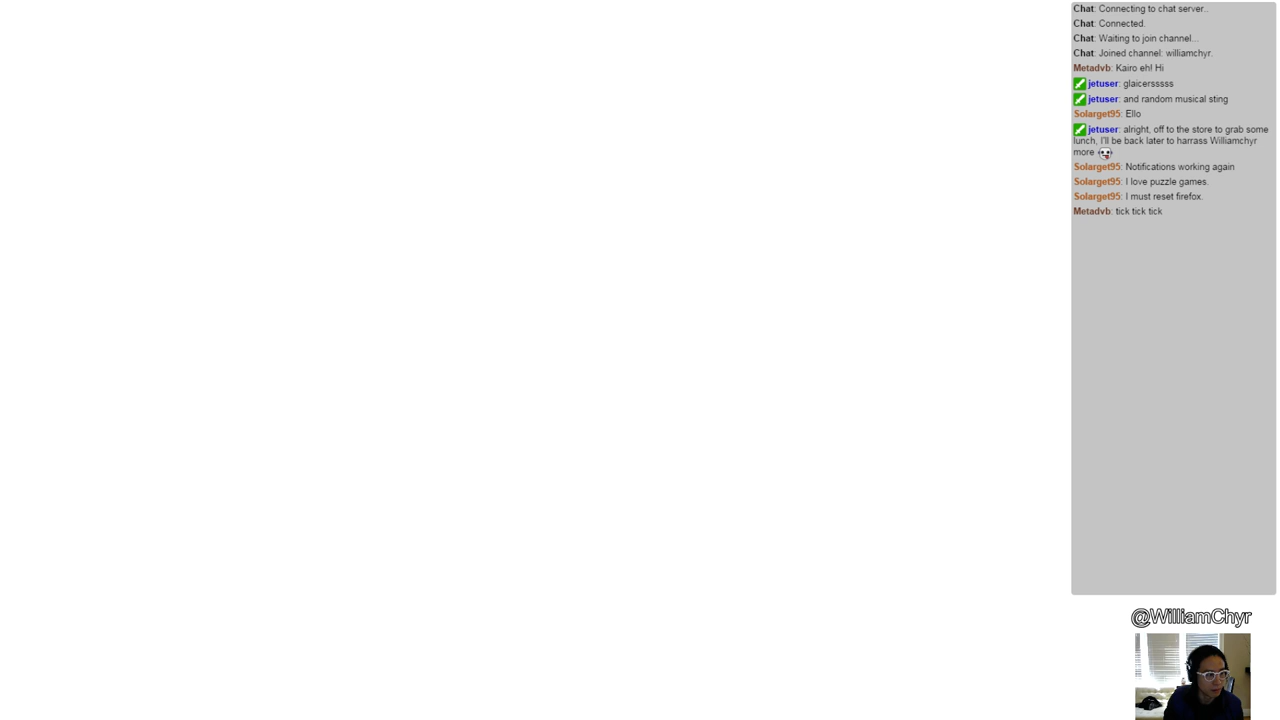 Chat: Connecting to chat server..
Chat: Connected.
Chat: Waiting to join channel...
Chat: Joined channel: williamchyr.
Metadvb: Kairo eh! Hi
jetuser: glaicersssss
jetuser: and random musical sting
Solarget95: Ello
jetuser: alright, off to the store to grab some
lunch, I'll be back later to harrass Williamchyr
more
Solarget95: Notifications working again
Solarget95: I love puzzle games.
Solarget95: I must reset firefox.
Metadvb: tick tick tick
@WilliamChyr